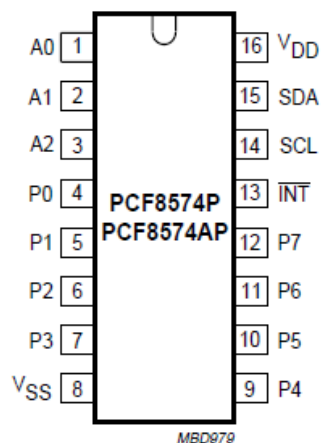 A0 1 16 VDD
A1 2 15 SDA
A2 3 14 SCL
P0 4 13 INT
PCF8574P
PCF8574AP
P1 5 12 P7
P2 6 11 P6
P3 7 10 P5
VSS 8 9 P4
MBD979